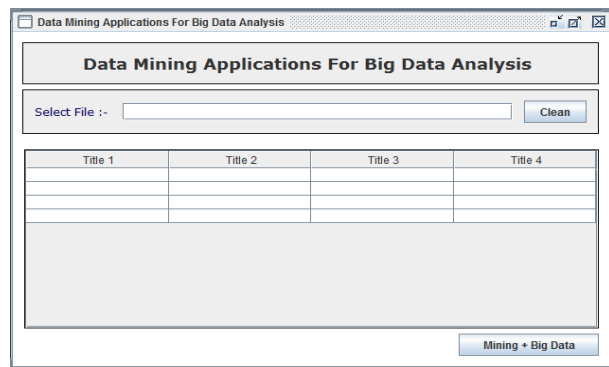 Data Mining Applications For Big Data Analysis
Data Mining Applications For Big Data Analysis
Select File :- Clean
Title 1 Title 2 Title 3 Title 4
Mining + Big Data